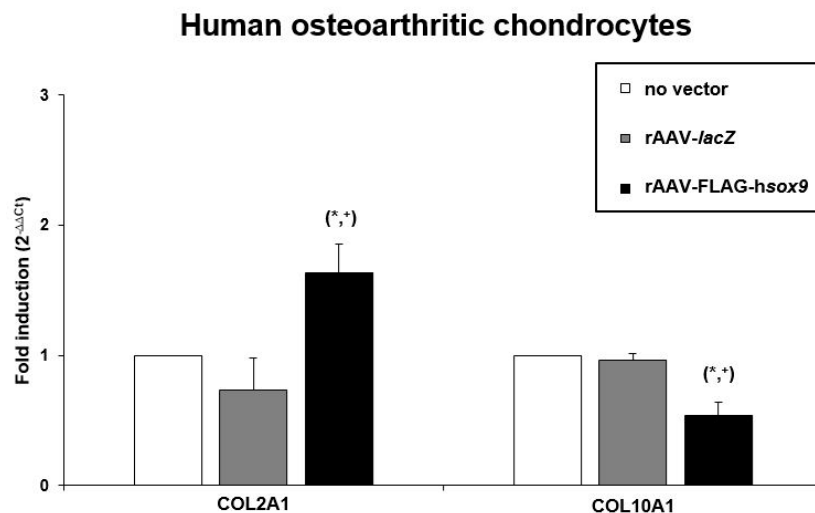 Human osteoarthritic chondrocytes
no vector
rAAV-lacZ
rAAV-FLAG-hsox9
Fold induction (2-ΔΔCt)
3
2
1
0
(*,+)
(*,+)
COL2A1
COL10A1